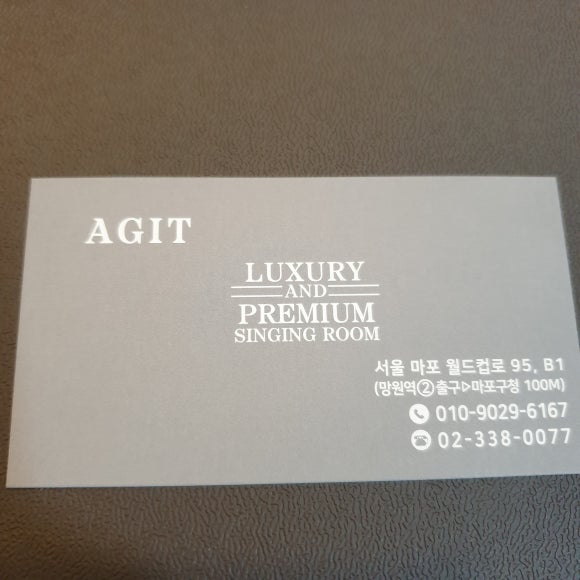 AGIT
LUXURY
AND
PREMIUM
SINGING ROOM
서울 마포 월드컵로 95, B1
(망원역②출구▷마포구청 100M)
010-9029-6167
02-338-0077